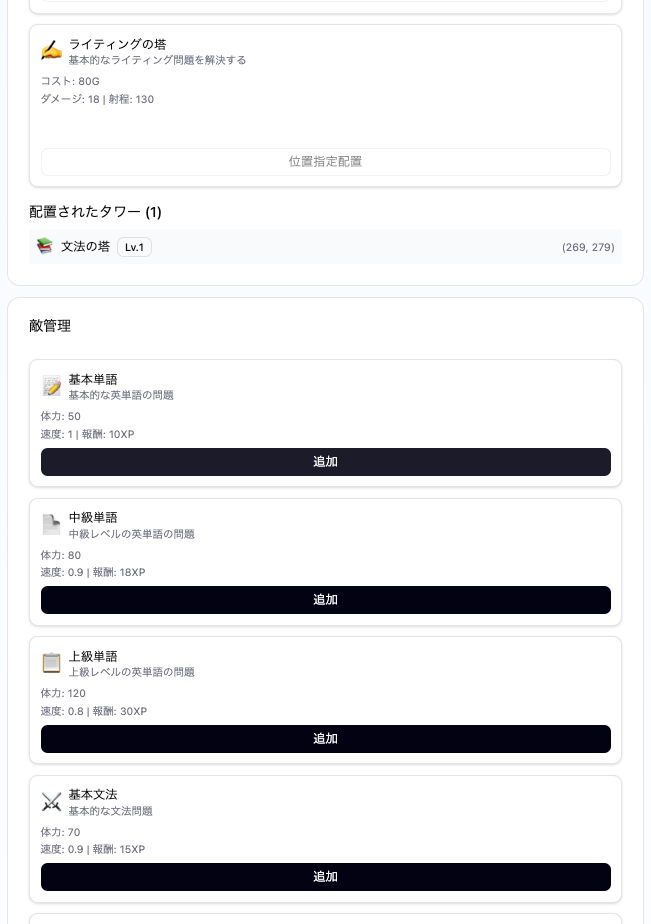 ライティングの塔
基本的なライティング問題を解決する
コスト: 80G
ダメージ: 18 | 射程: 130
位置指定配置
配置されたタワー (1)
文法の塔 Lv.1 (269, 279)
敵管理
基本単語
基本的な英単語の問題
体力: 50
速度: 1 | 報酬: 10XP
追加
中級単語
中級レベルの英単語の問題
体力: 80
速度: 0.9 | 報酬: 18XP
追加
上級単語
上級レベルの英単語の問題
体力: 120
速度: 0.8 | 報酬: 30XP
追加
基本文法
基本的な文法問題
体力: 70
速度: 0.9 | 報酬: 15XP
追加